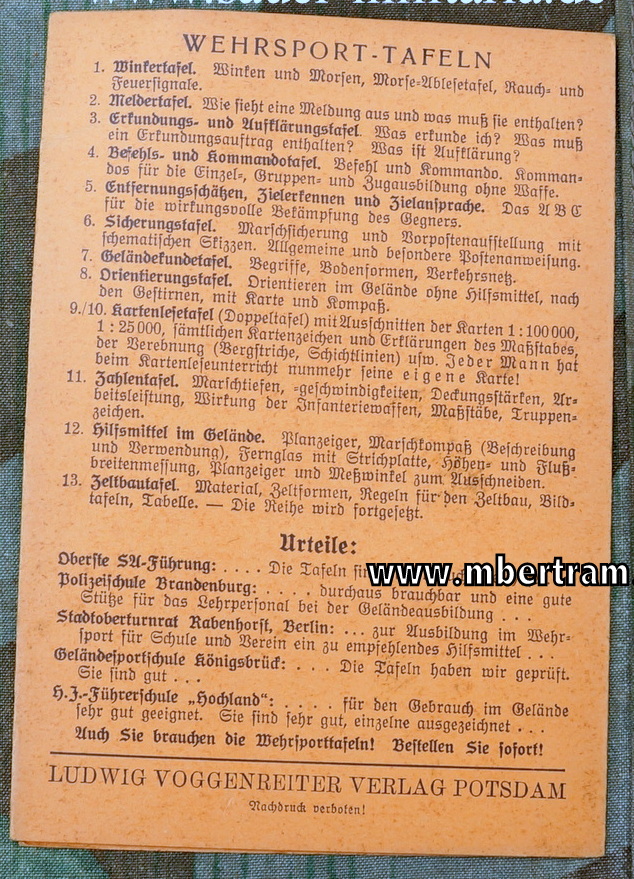 WEHRSPORT-TAFELN
1. Winkertafel. Winken und Morsen, Morse-Ablesetafel, Rauch- und
Feuersignale.
2. Meldertafel. Wie sieht eine Meldung aus und was muß sie enthalten?
3. Erkundungs- und Aufklärungstafel. Was erkunde ich? Was muß
ein Erkundungsauftrag enthalten? Was ist Aufklärung?
4. Befehls- und Kommandotafel. Befehl und Kommando. Komman-
dos für die Einzel-, Gruppen- und Zugausbildung ohne Waffe.
5. Entfernungsschätzen, Zielerkennen und Zielansprache. Das ABC
für die wirkungsvolle Bekämpfung des Gegners.
6. Sicherungstafel. Marschsicherung und Vorpostenaufstellung mit
schematischen Skizzen. Allgemeine und besondere Postenanweisung.
7. Geländekundetafel. Begriffe, Bodenformen, Verkehrsnetz.
8. Orientierungstafel. Orientieren im Gelände ohne Hilfsmittel, nach
den Gestirnen, mit Karte und Kompaß.
9./10. Kartenlesetafel (Doppeltafel) mit Ausschnitten der Karten 1:100000,
1:25000, sämtlichen Kartenzeichen und Erklärungen des Maßstabes,
der Verebnung (Bergstriche, Schichtlinien) usw. Jeder Mann hat
beim Kartenleseunterricht nunmehr seine eigene Karte!
11. Zahlentafel. Marschtiefen, -geschwindigkeiten, Deckungsstärken, Ar-
beitsleistung, Wirkung der Infanteriewaffen, Maßstäbe, Truppen-
zeichen.
12. Hilfsmittel im Gelände. Planzeiger, Marschkompaß (Beschreibung
und Verwendung), Fernglas mit Strichplatte, Höhen- und Fluß-
breitenmessung, Planzeiger und Meßwinkel zum Ausschneiden.
13. Zeltbautafel. Material, Zeltformen, Regeln für den Zeltbau, Bild-
tafeln, Tabelle. — Die Reihe wird fortgesetzt.
Urteile:
Oberste SA-Führung: . . . . Die Tafeln
www.mbertram
Polizeischule Brandenburg: . . . . . durchaus brauchbar und eine gute
Stütze für das Lehrpersonal bei der Geländeausbildung . . .
Stadtoberturnrat Rabenhorst, Berlin: ... zur Ausbildung im Wehr-
sport für Schule und Verein ein zu empfehlendes Hilfsmittel ...
Geländesportschule Königsbrück: . . . Die Tafeln haben wir geprüft.
Sie sind gut . . .
H.J.-Führerschule „Hochland“: . . . . für den Gebrauch im Gelände
sehr gut geeignet. Sie sind sehr gut, einzelne ausgezeichnet . . .
Auch Sie brauchen die Wehrsporttafeln! Bestellen Sie sofort!
LUDWIG VOGGENREITER VERLAG POTSDAM
Nachdruck verboten!